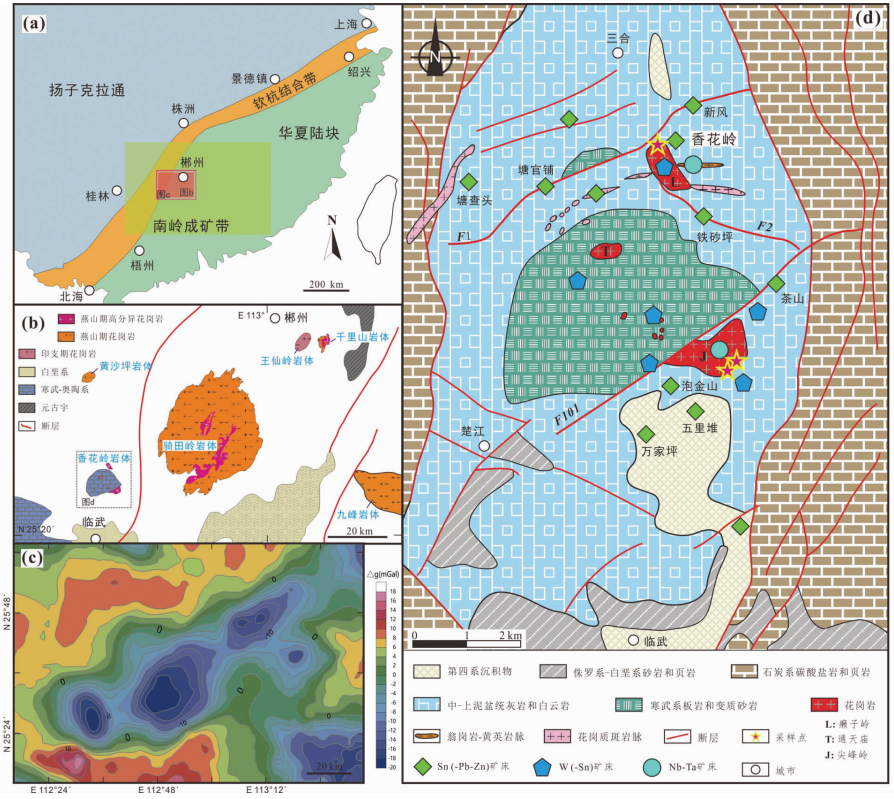 (a)
上海
绍兴
景德镇
钦杭结合带
扬子克拉通
株洲
华夏陆块
郴州
图c
图b
桂林
南岭成矿带
梧州
北海
N
200 km
(b)
E 113°
郴州
燕山期高分异花岗岩
燕山期花岗岩
印支期花岗岩
白垩系
寒武-奥陶系
元古宇
断层
千里山岩体
王仙岭岩体
黄沙坪岩体
骑田岭岩体
香花岭岩体
图d
临武
九峰岩体
N 25°20′
20 km
(c)
△g(mGal)
18
16
14
12
10
8
6
4
2
0
-2
-4
-6
-8
-10
-12
-14
-16
-18
-20
0
0
0
0
-10
N 25°48′
N 25°24′
20 km
E 112°24′
E 112°48′
E 113°12′
(d)
N
三合
新风
香花岭
塘官铺
塘查头
L
铁砂坪
F1
F2
T
茶山
J
泡金山
F101
五里堆
楚江
万家坪
临武
0 1 2 km
第四系沉积物
侏罗系-白垩系砂岩和页岩
石炭系碳酸盐岩和页岩
中-上泥盆统灰岩和白云岩
寒武系板岩和变质砂岩
花岗岩
L: 癞子岭
翁岗岩-黄英岩脉
花岗质斑岩脉
断层
采样点
T: 通天庙
J: 尖峰岭
Sn(-Pb-Zn)矿床
W(-Sn)矿床
Nb-Ta矿床
城市